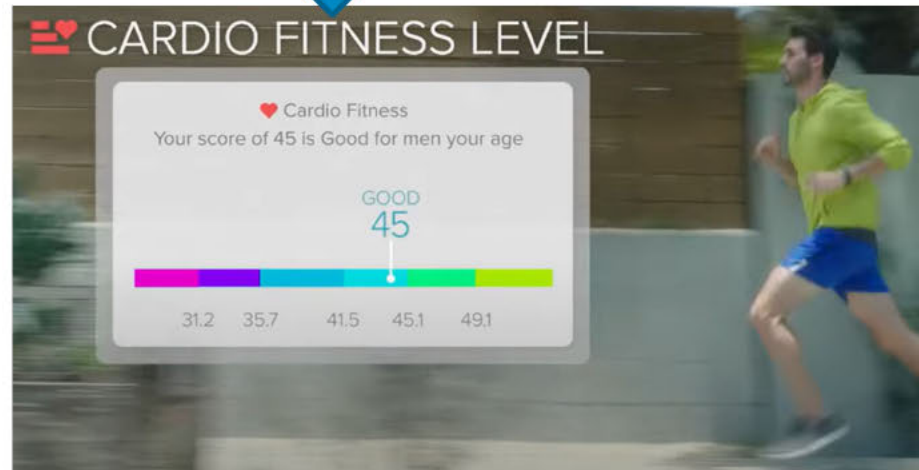 CARDIO FITNESS LEVEL
Cardio Fitness
Your score of 45 is Good for men your age
GOOD
45
31.2 35.7 41.5 45.1 49.1